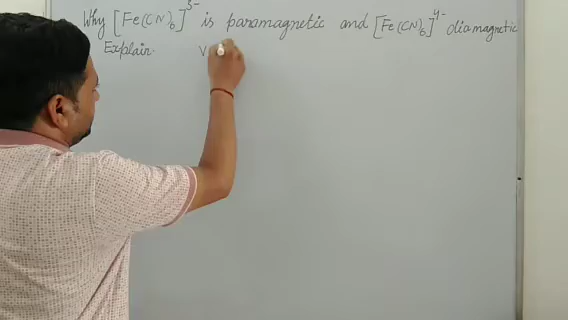 Why [Fe(CN)₆]³⁻ is paramagnetic and [Fe(CN)₆]⁴⁻ diamagnetic
Explain. V